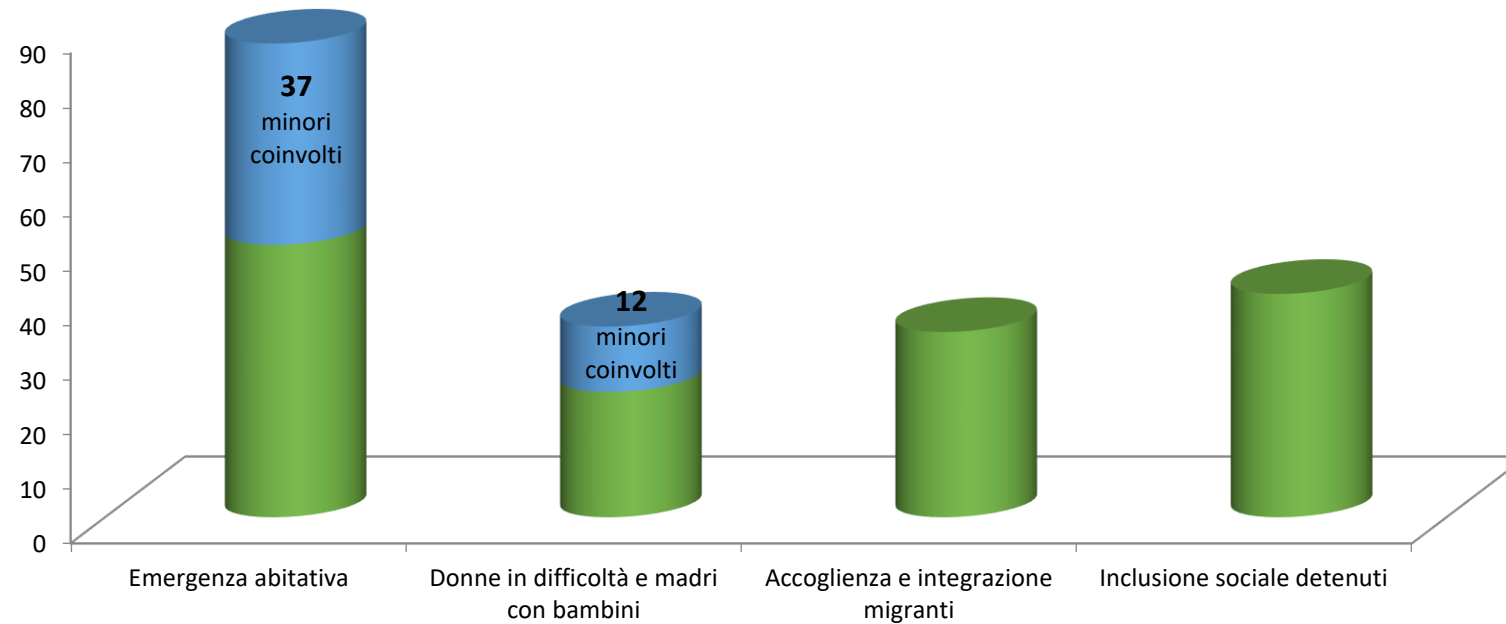 90
80
70
60
50
40
30
20
10
0
37
minori
coinvolti
12
minori
coinvolti
Emergenza abitativa
Donne in difficoltà e madri
con bambini
Accoglienza e integrazione
migranti
Inclusione sociale detenuti